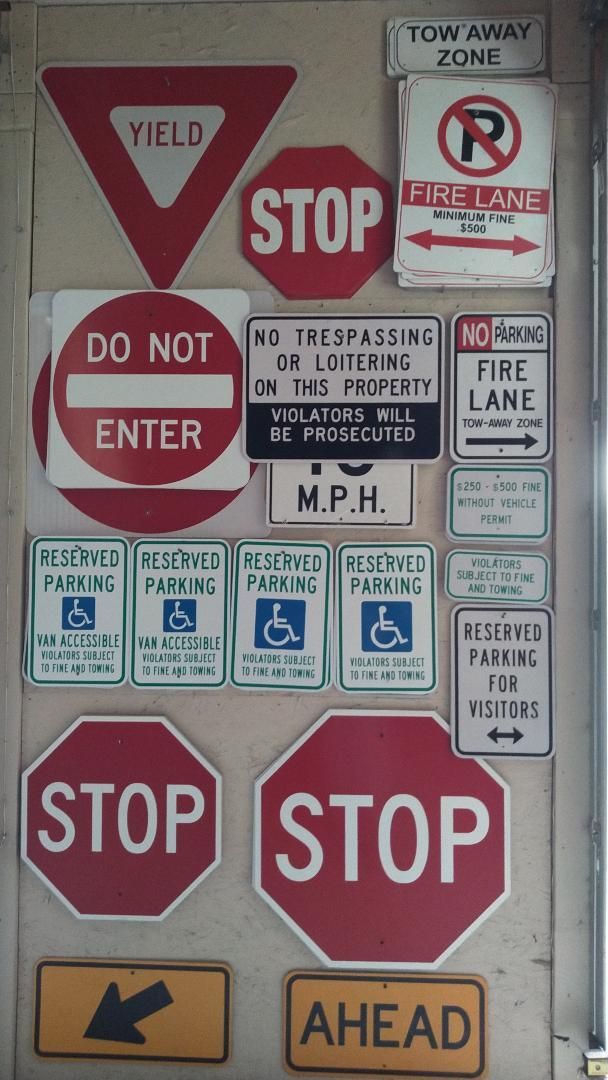 TOW AWAY
ZONE
YIELD
STOP
P
FIRE LANE
MINIMUM FINE
$500
DO NOT
ENTER
NO TRESPASSING
OR LOITERING
ON THIS PROPERTY
VIOLATORS WILL
BE PROSECUTED
NO PARKING
FIRE
LANE
TOW-AWAY ZONE
M.P.H.
$250 - $500 FINE
WITHOUT VEHICLE
PERMIT
RESERVED
PARKING
VAN ACCESSIBLE
VIOLATORS SUBJECT
TO FINE AND TOWING
RESERVED
PARKING
VAN ACCESSIBLE
VIOLATORS SUBJECT
TO FINE AND TOWING
RESERVED
PARKING
VIOLATORS SUBJECT
TO FINE AND TOWING
RESERVED
PARKING
VIOLATORS SUBJECT
TO FINE AND TOWING
VIOLATORS
SUBJECT TO FINE
AND TOWING
RESERVED
PARKING
FOR
VISITORS
STOP
STOP
AHEAD